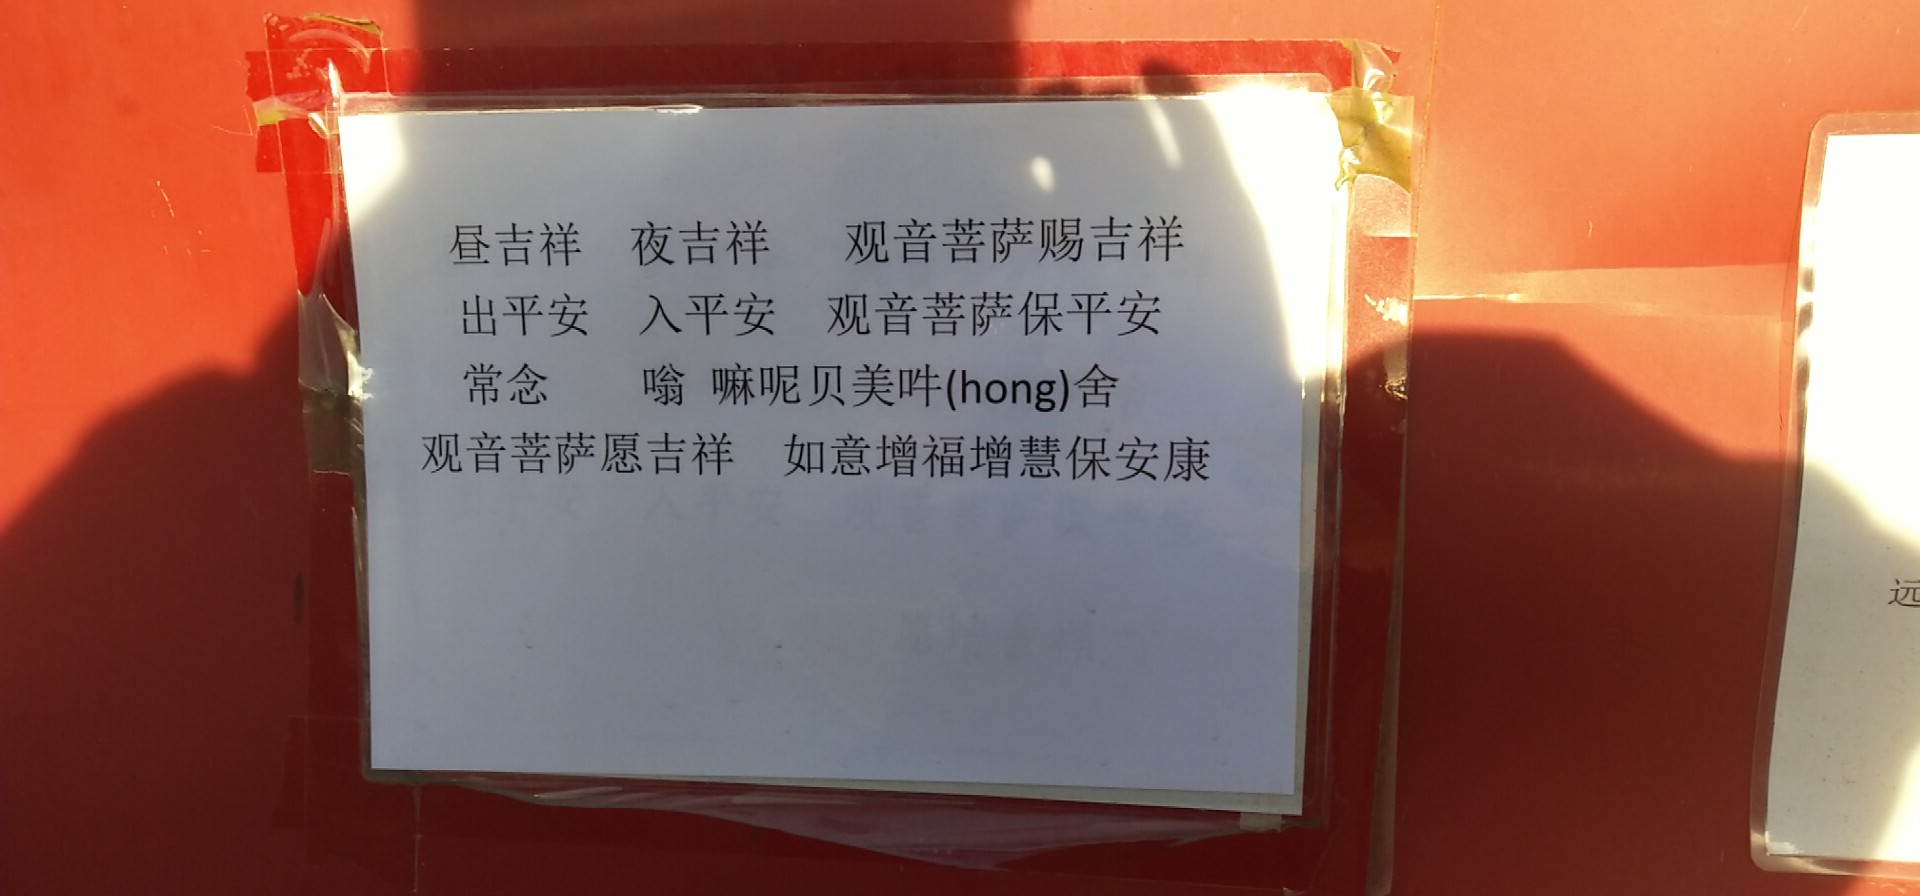 昼吉祥 夜吉祥 观音菩萨赐吉祥
出平安 入平安 观音菩萨保平安
常念 嗡 嘛呢贝美吽(hong)舍
观音菩萨愿吉祥 如意增福增慧保安康
远